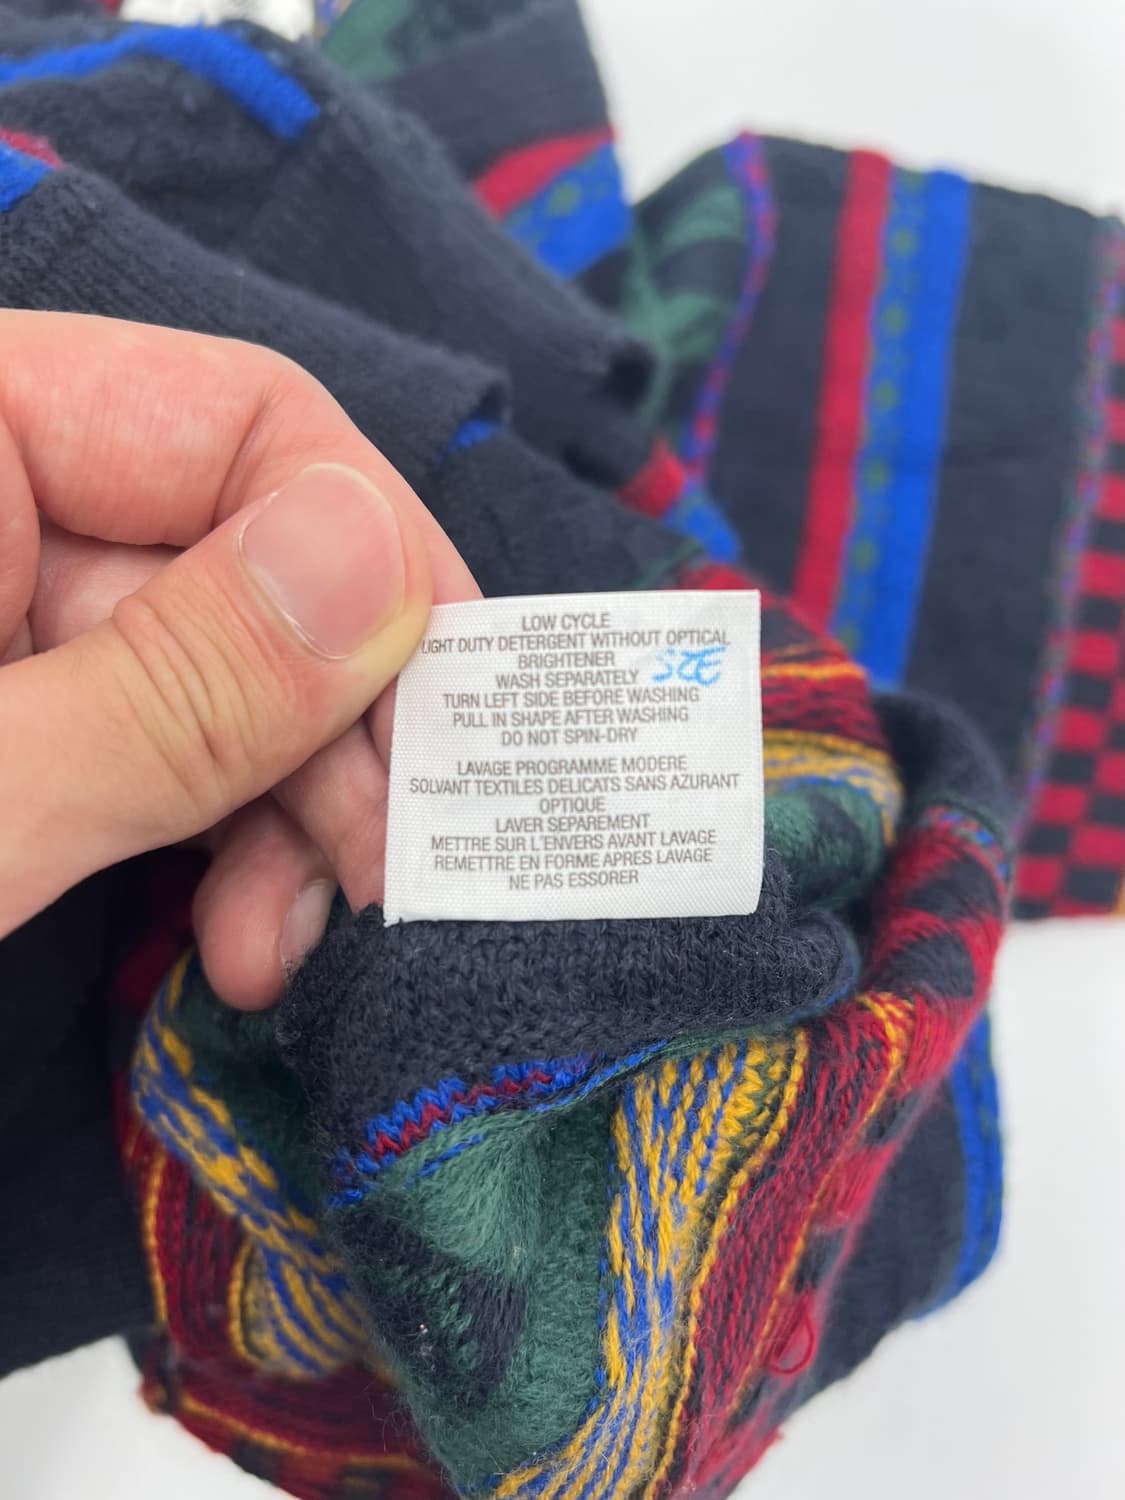 LOW CYCLE
LIGHT DUTY DETERGENT WITHOUT OPTICAL
BRIGHTENER
WASH SEPARATELY
TURN LEFT SIDE BEFORE WASHING
PULL IN SHAPE AFTER WASHING
DO NOT SPIN-DRY
LAVAGE PROGRAMME MODERE
SOLVANT TEXTILES DELICATS SANS AZURANT
OPTIQUE
LAVER SEPAREMENT
METTRE SUR L'ENVERS AVANT LAVAGE
REMETTRE EN FORME APRES LAVAGE
NE PAS ESSORER